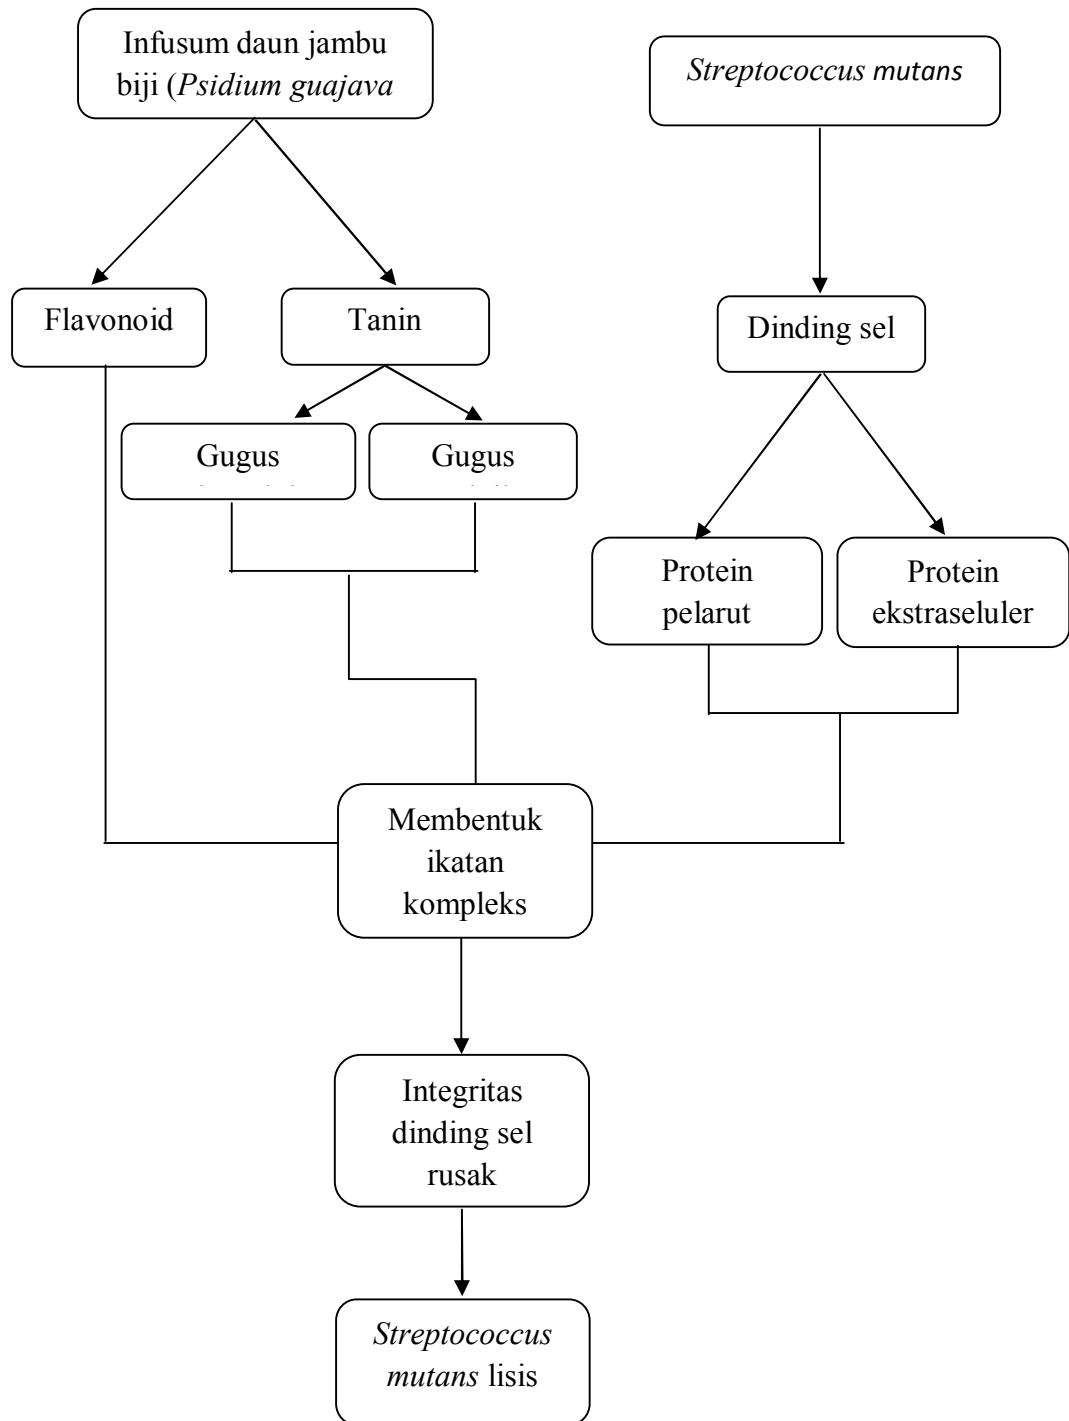 Infusum daun jambu
biji (Psidium guajava
Streptococcus mutans
Flavonoid
Tanin
Dinding sel
Gugus
Gugus
Protein
pelarut
Protein
ekstraseluler
Membentuk
ikatan
kompleks
Integritas
dinding sel
rusak
Streptococcus
mutans lisis